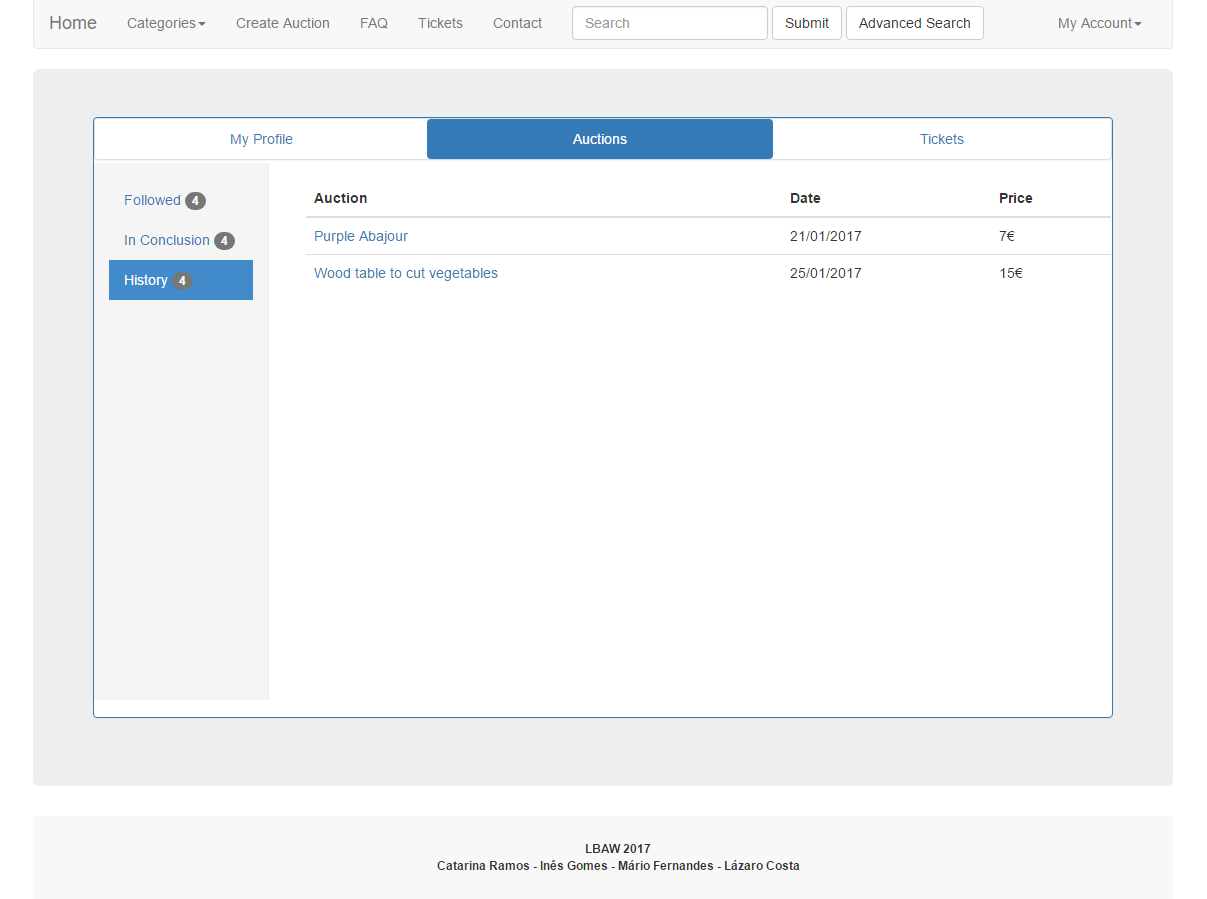 Home Categories Create Auction FAQ Tickets Contact Search Submit Advanced Search My Account
My Profile Auctions Tickets
Followed 4
In Conclusion 4
History 4
Auction Date Price
Purple Abajour 21/01/2017 7€
Wood table to cut vegetables 25/01/2017 15€
LBAW 2017
Catarina Ramos - Inês Gomes - Mário Fernandes - Lázaro Costa